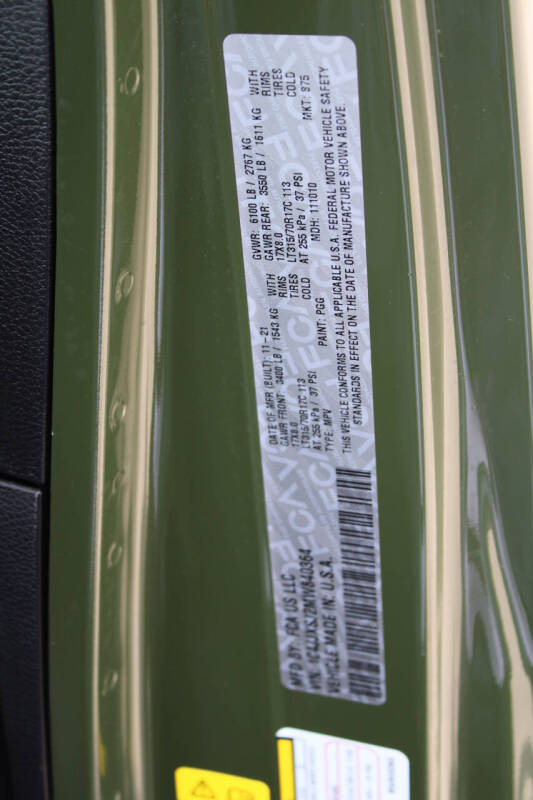 MFD BY: FCA US LLC
DATE OF MFR (BUILT): 11-21
GVWR: 6100 LB / 2767 KG
GAWR FRONT: 3400 LB / 1543 KG WITH
GAWR REAR: 3550 LB / 1611 KG WITH
17X8.0 RIMS
17X8.0 RIMS
LT315/70R17C 113 TIRES
LT315/70R17C 113 TIRES
AT 255 kPa / 37 PSI COLD
AT 255 kPa / 37 PSI COLD
VEHICLE MADE IN: U.S.A.
TYPE: MPV
PAINT: PGG
MDH: 111010
MKT:
THIS VEHICLE CONFORMS TO ALL APPLICABLE U.S.A. FEDERAL MOTOR VEHICLE SAFETY
STANDARDS IN EFFECT ON THE DATE OF MANUFACTURE SHOWN ABOVE.